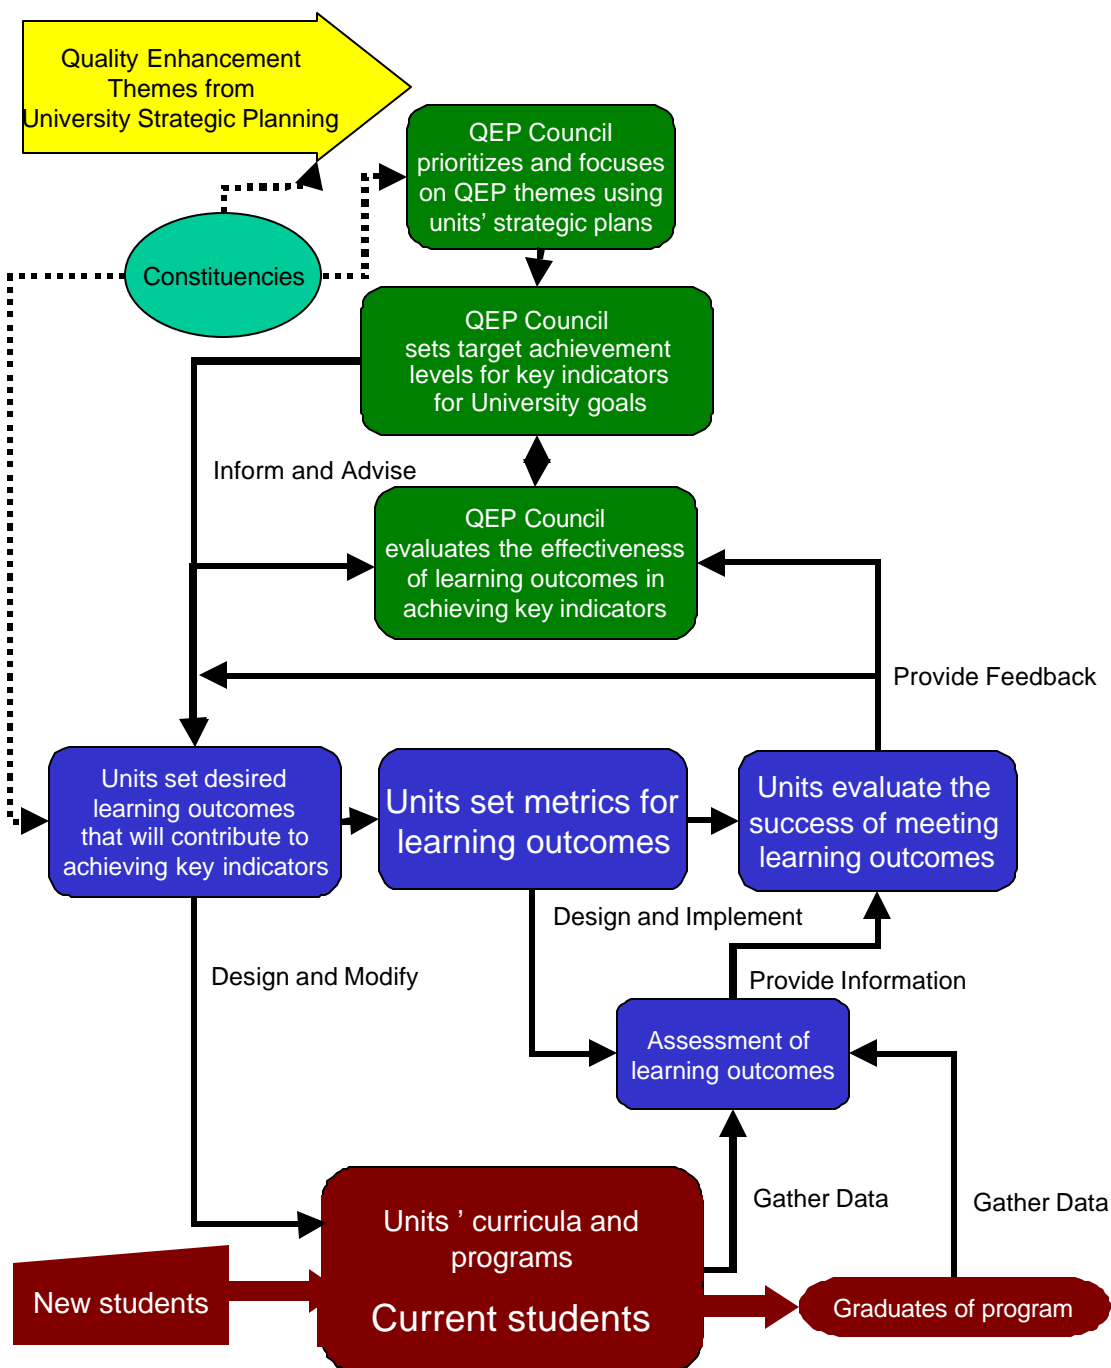 Quality Enhancement
Themes from
University Strategic Planning
QEP Council
prioritizes and focuses
on QEP themes using
units’ strategic plans
Constituencies
QEP Council
sets target achievement
levels for key indicators
for University goals
Inform and Advise
QEP Council
evaluates the effectiveness
of learning outcomes in
achieving key indicators
Provide Feedback
Units set desired
learning outcomes
that will contribute to
achieving key indicators
Units set metrics for
learning outcomes
Units evaluate the
success of meeting
learning outcomes
Design and Implement
Design and Modify
Provide Information
Assessment of
learning outcomes
Gather Data
Gather Data
Units ’ curricula and
programs
Current students
New students
Graduates of program